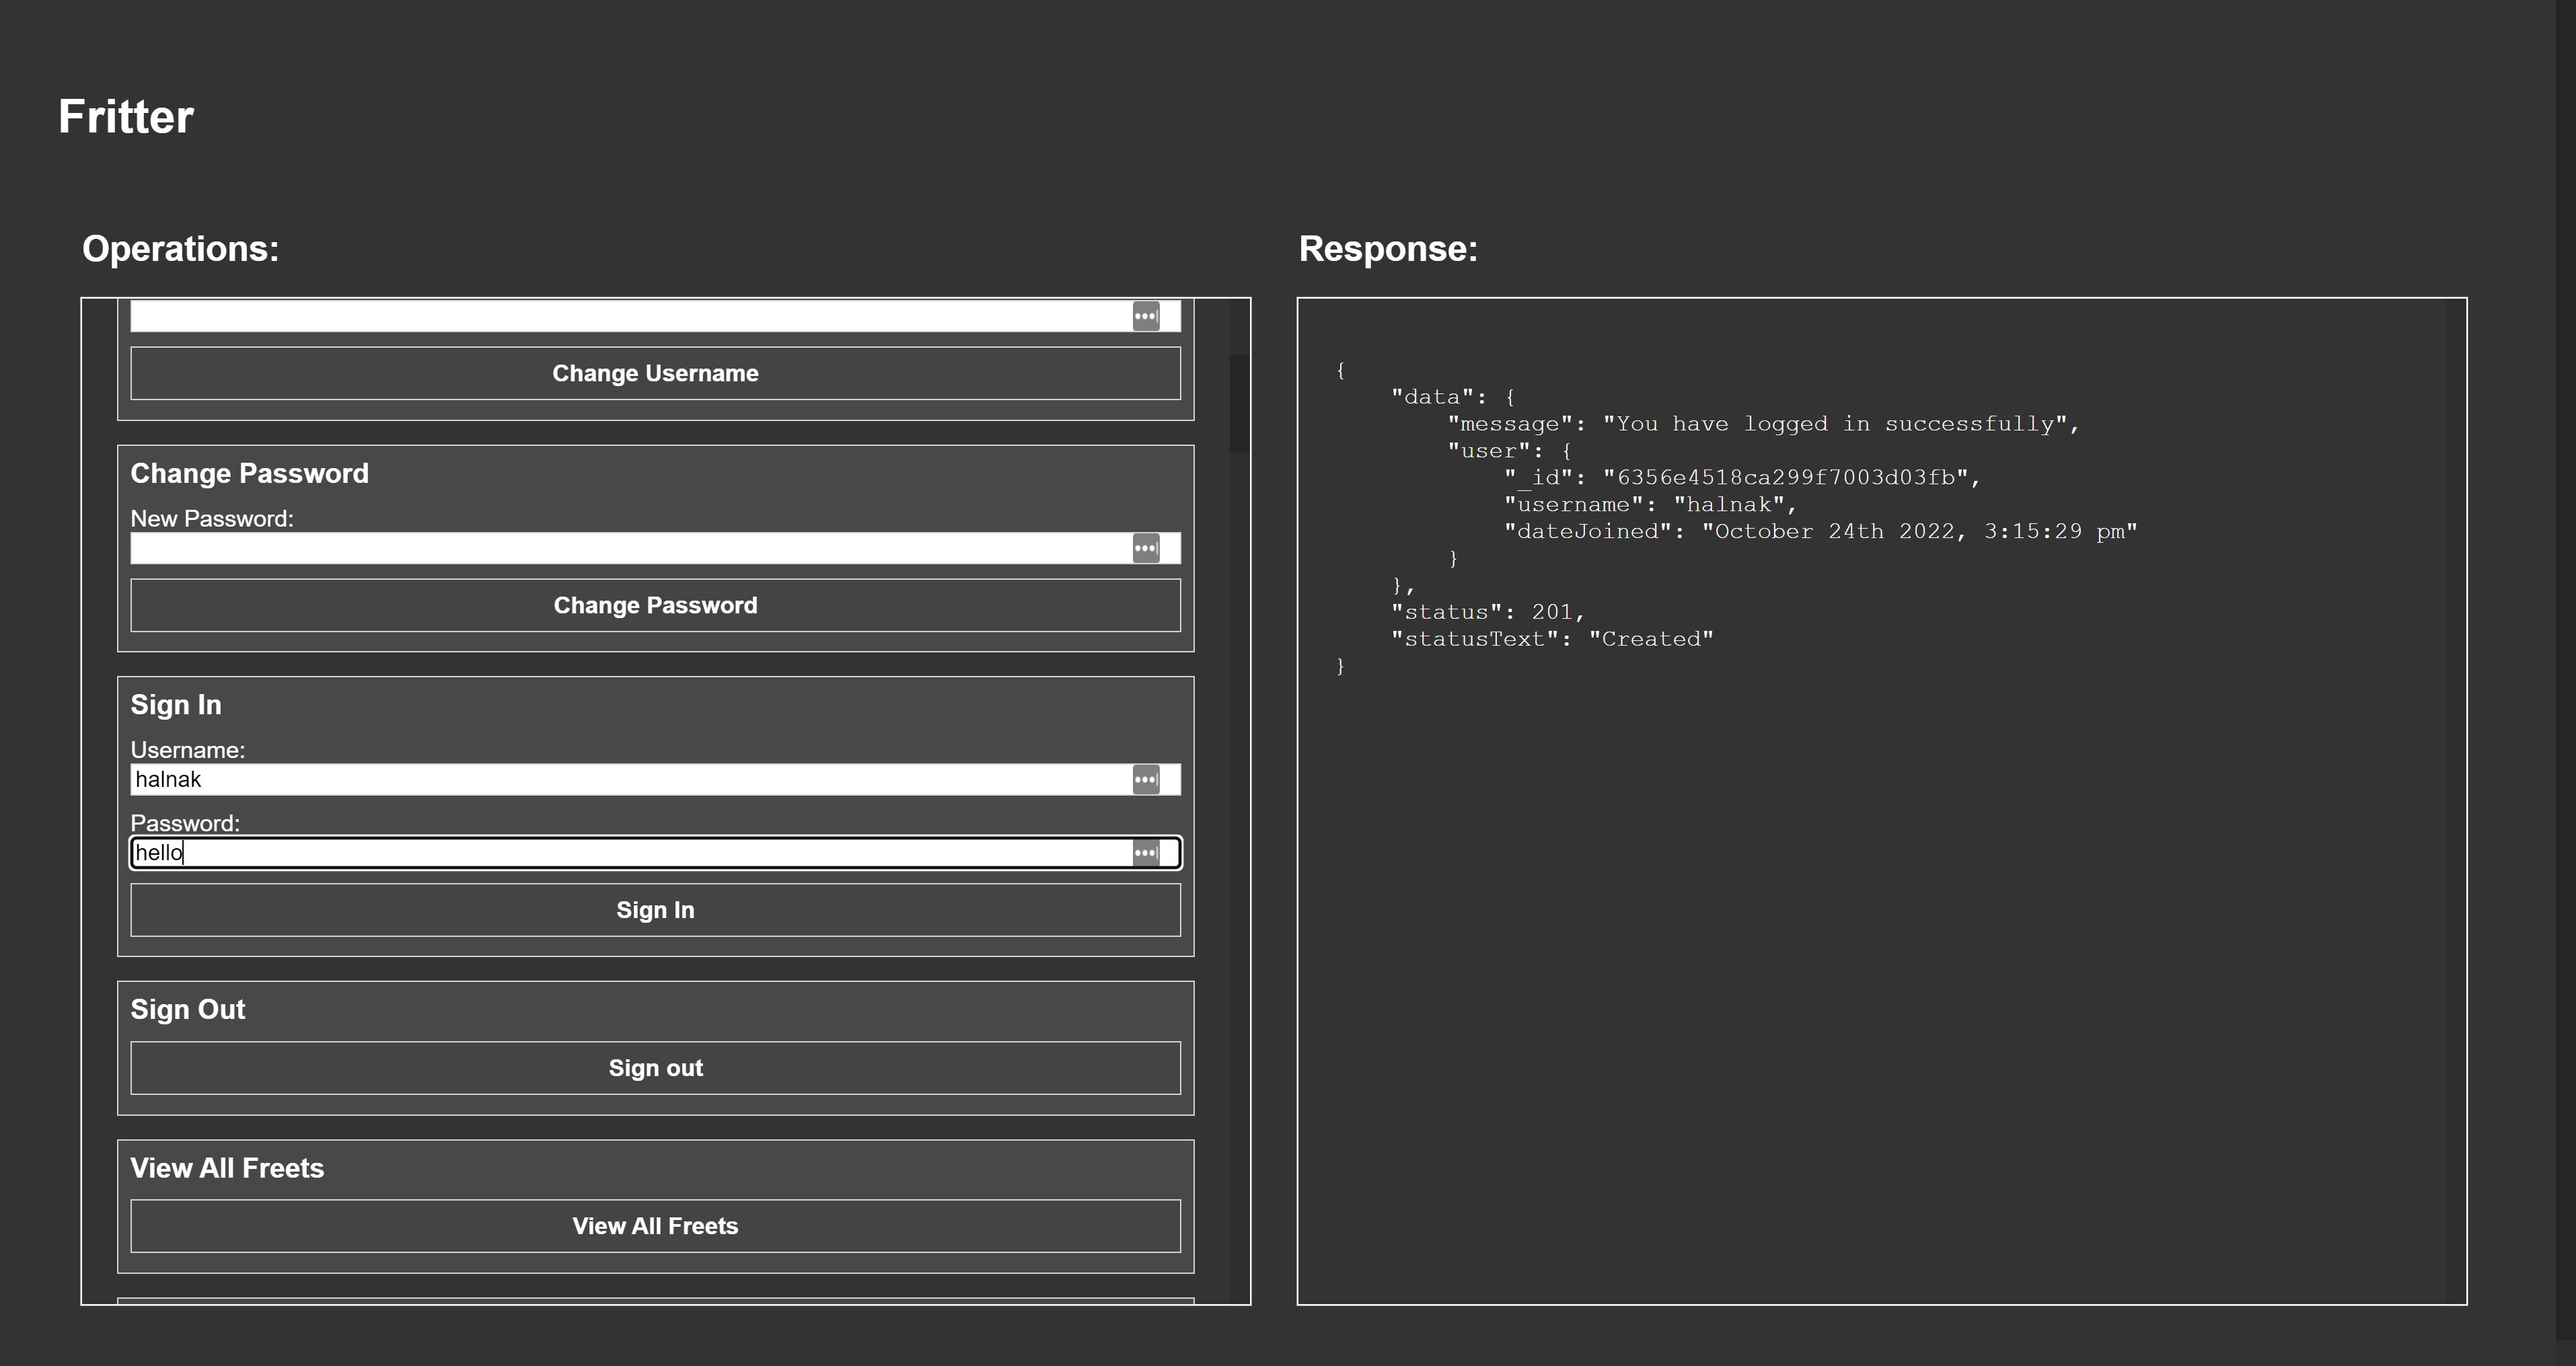 Fritter
Operations:
Change Username
Change Password
New Password:
Change Password
Sign In
Username:
halnak
Password:
hello
Sign In
Sign Out
Sign out
View All Freets
View All Freets
Response:
{
    "data": {
        "message": "You have logged in successfully",
        "user": {
            "_id": "6356e4518ca299f7003d03fb",
            "username": "halnak",
            "dateJoined": "October 24th 2022, 3:15:29 pm"
        }
    },
    "status": 201,
    "statusText": "Created"
}